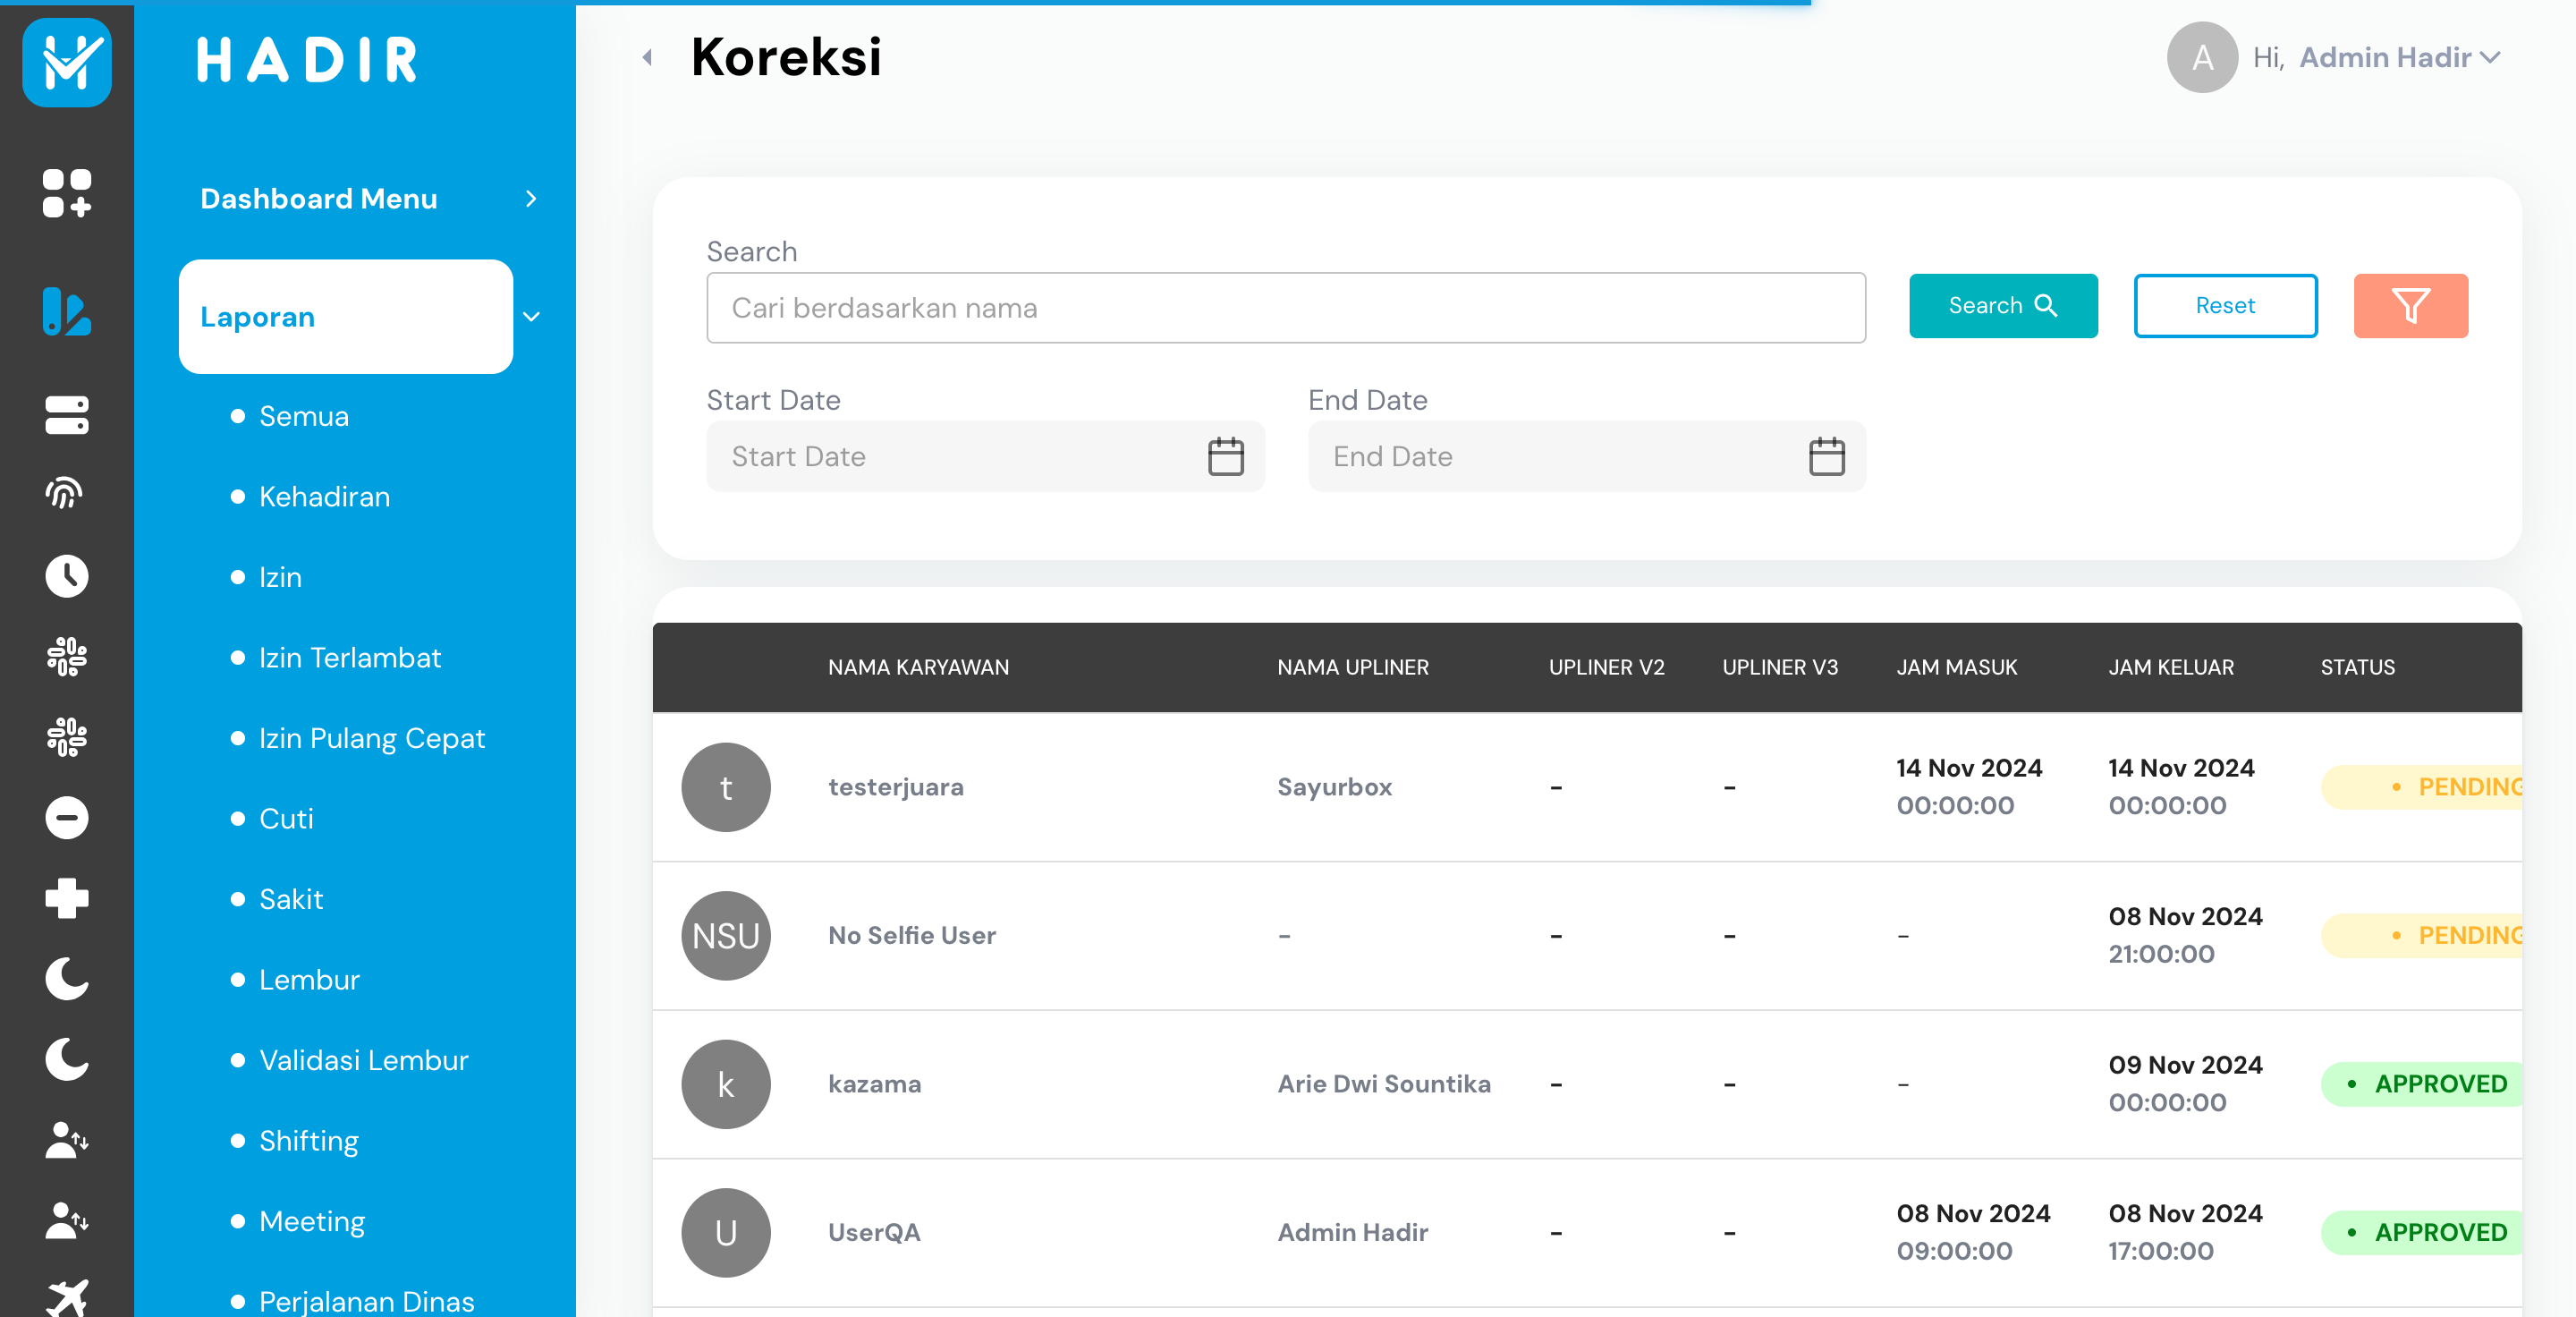 HADIR
Koreksi
A
Hi, Admin Hadir
Dashboard Menu
Laporan
Semua
Kehadiran
Izin
Izin Terlambat
Izin Pulang Cepat
Cuti
Sakit
Lembur
Validasi Lembur
Shifting
Meeting
Perjalanan Dinas
Search
Cari berdasarkan nama
Search
Reset
Start Date
End Date
Start Date
End Date
NAMA KARYAWAN NAMA UPLINER UPLINER V2 UPLINER V3 JAM MASUK JAM KELUAR STATUS
t testerjuara Sayurbox - - 14 Nov 2024 14 Nov 2024 • PENDING
00:00:00 00:00:00
NSU No Selfie User - - - - 08 Nov 2024 • PENDING
21:00:00
k kazama Arie Dwi Sountika - - - 09 Nov 2024 • APPROVED
00:00:00
U UserQA Admin Hadir - - 08 Nov 2024 08 Nov 2024 • APPROVED
09:00:00 17:00:00